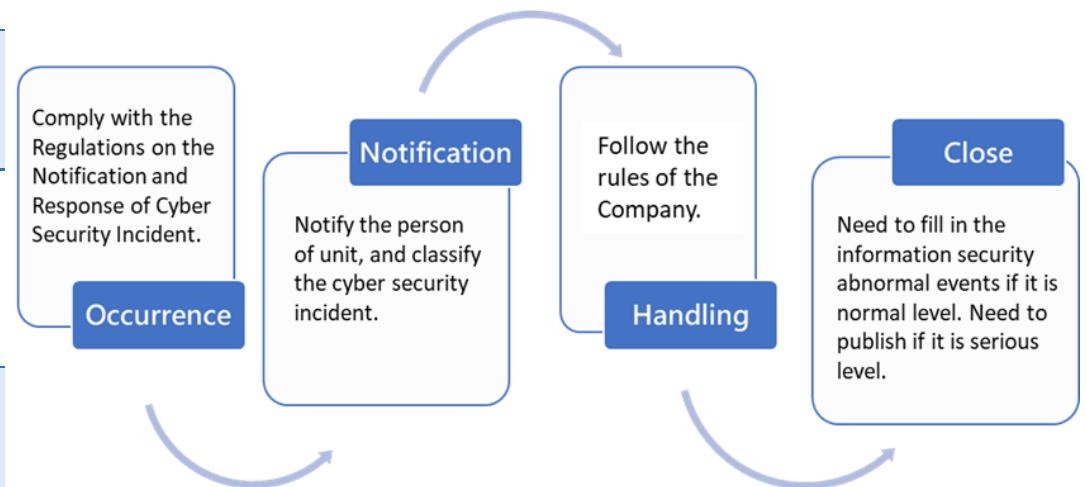 Comply with the
Regulations on the
Notification and
Response of Cyber
Security Incident.
Occurrence
Notification
Notify the person
of unit, and classify
the cyber security
incident.
Follow the
rules of the
Company.
Handling
Close
Need to fill in the
information security
abnormal events if it is
normal level. Need to
publish if it is serious
level.